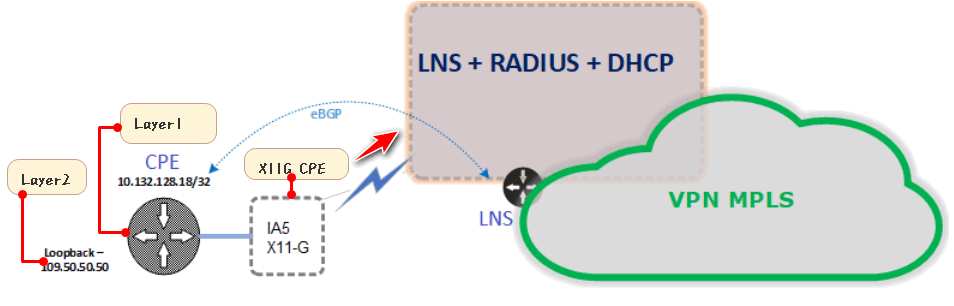 LNS + RADIUS + DHCP
eBGP
Layer1
CPE
10.132.128.18/32
X11G CPE
Layer2
IA5
X11-G
LNS
VPN MPLS
Loopback –
109.50.50.50